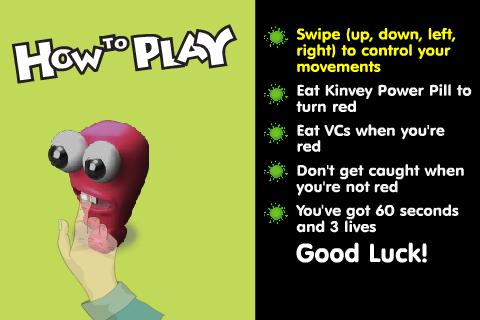 HOW TO PLAY
Swipe (up, down, left,
right) to control your
movements
Eat Kinvey Power Pill to
turn red
Eat VCs when you're
red
Don't get caught when
you're not red
You've got 60 seconds
and 3 lives
Good Luck!